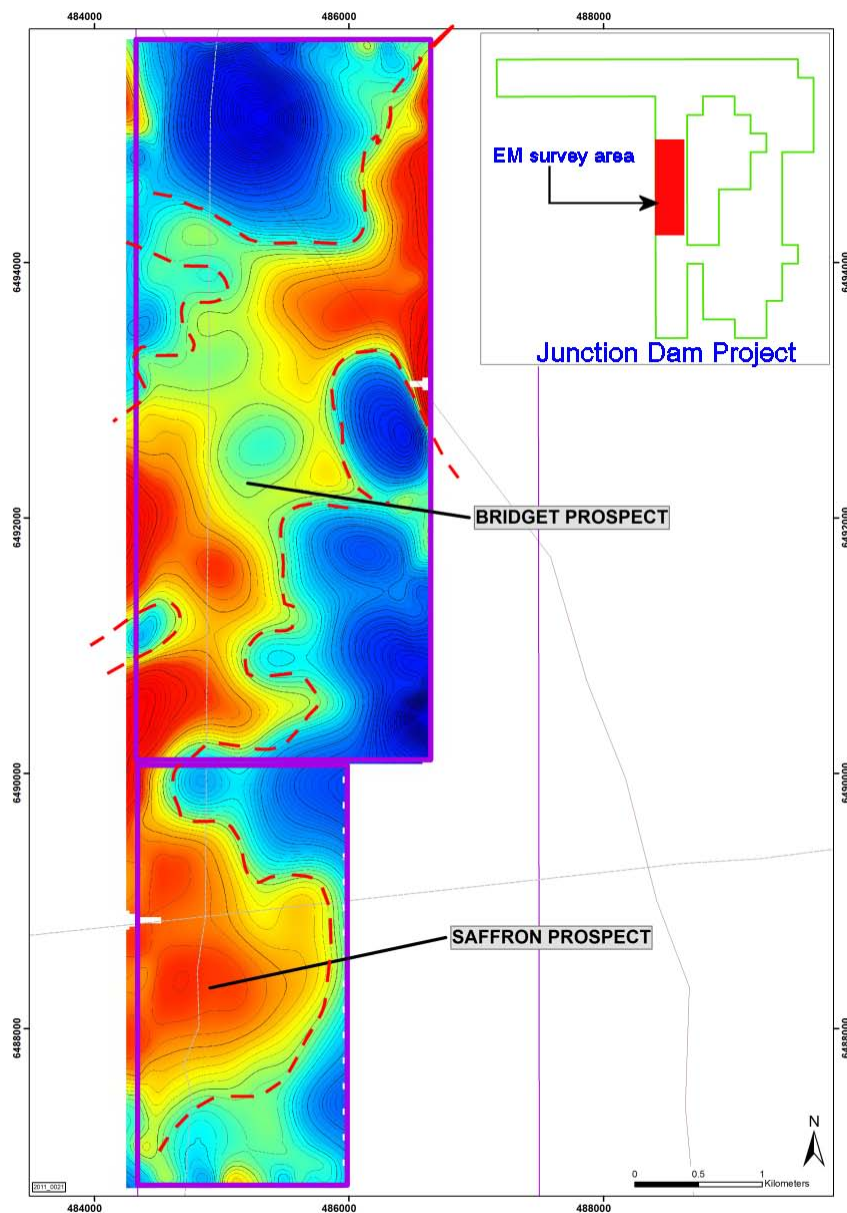 484000
486000
488000
EM survey area
Junction Dam Project
6494000
6494000
BRIDGET PROSPECT
6492000
6492000
6490000
6490000
SAFFRON PROSPECT
6488000
6488000
N
0 0.5 1
Kilometers
2011_0021
484000
486000
488000